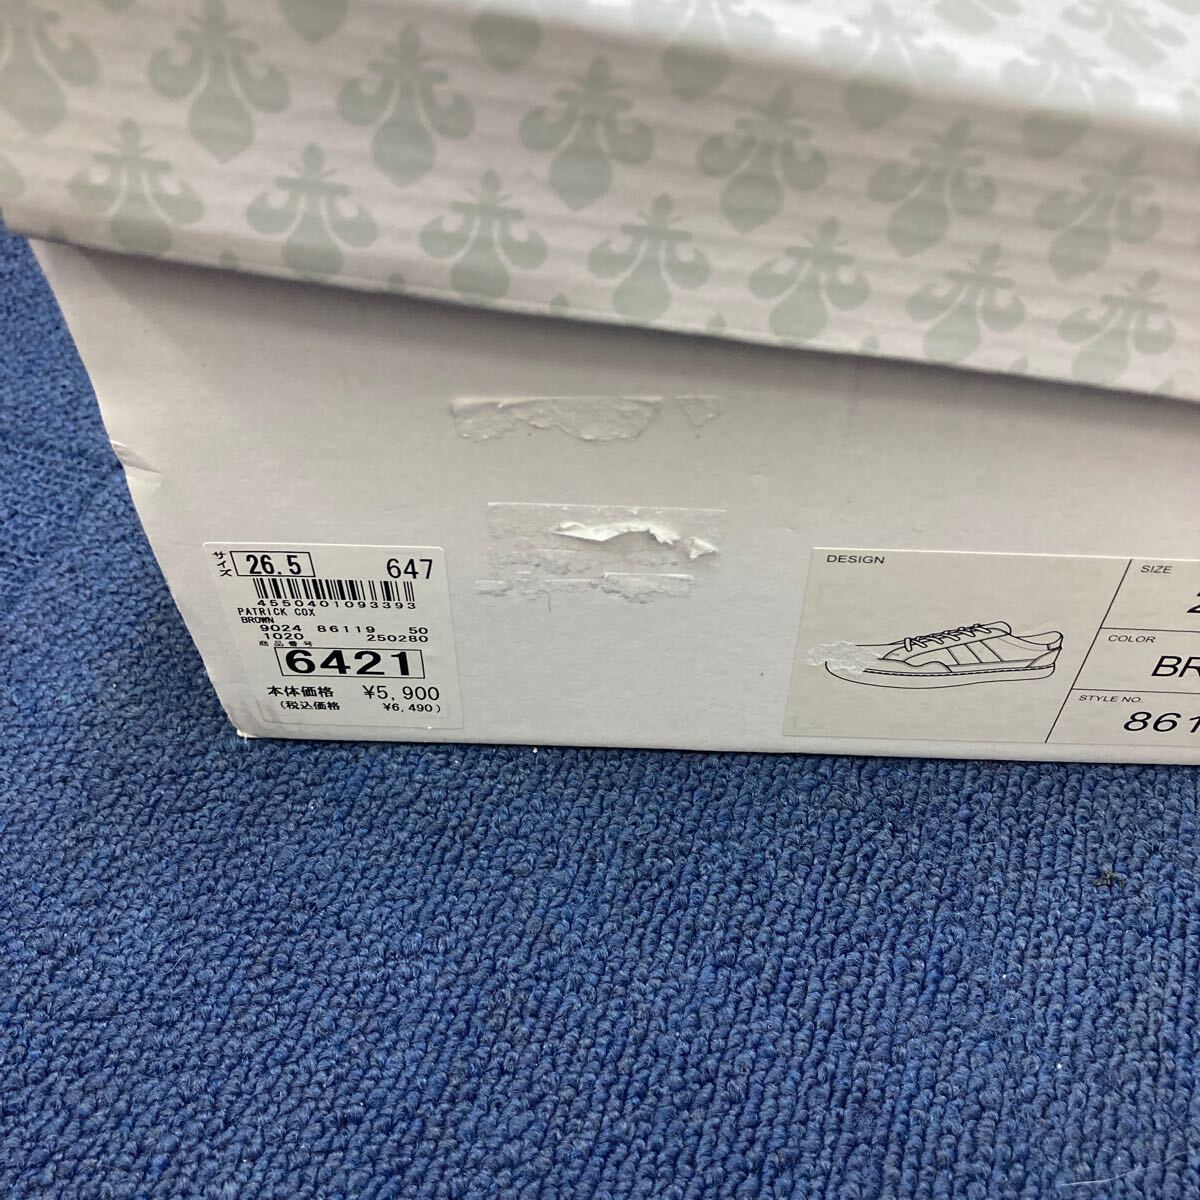 サイズ 26.5 647
4550401093393
PATRICK COX
BROWN
9024 86119 50
1020 250280
商品番号
6421
本体価格 ¥5,900
(税込価格 ¥6,490)
DESIGN
SIZE
2
COLOR
BR
STYLE NO.
861